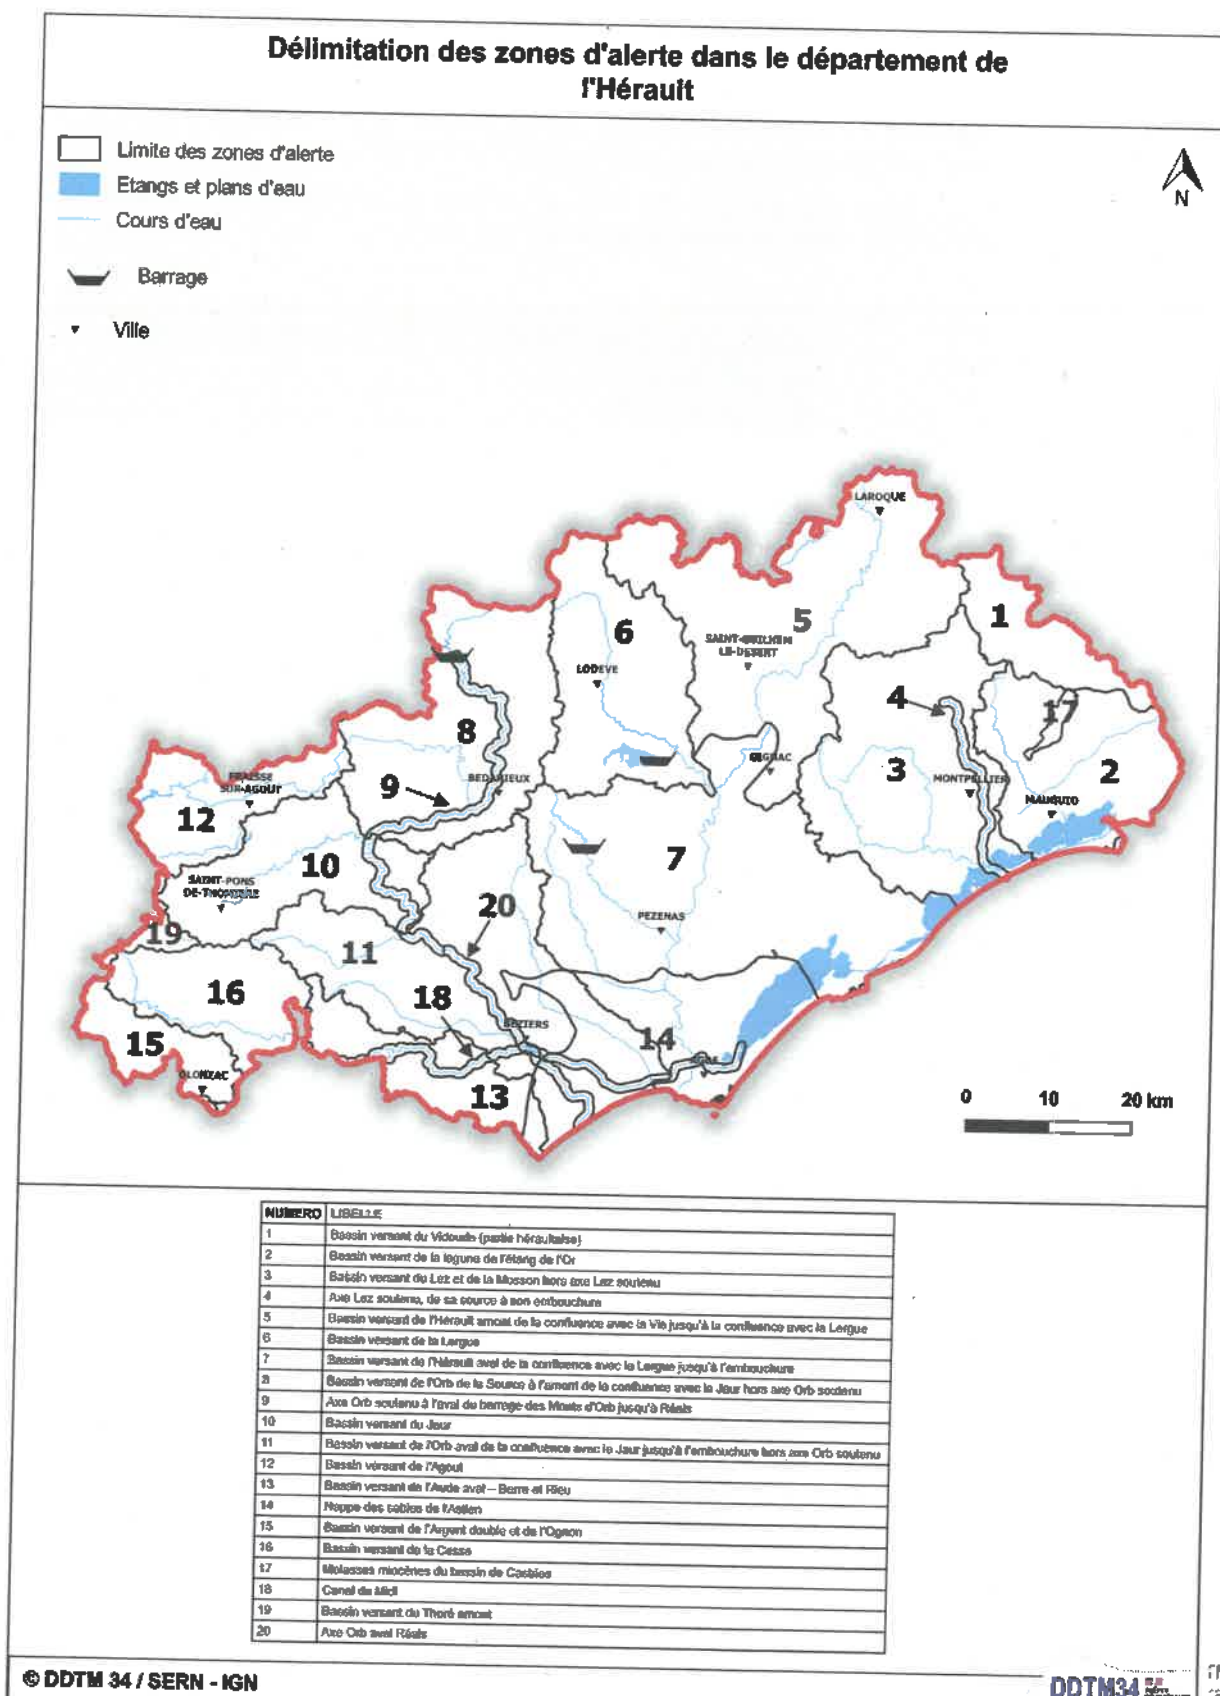 Délimitation des zones d'alerte dans le département de
l'Hérault
Limite des zones d'alerte
Etangs et plans d'eau
Cours d'eau
Barrage
Ville
N
LAROQUE
1
5
6
SAINT-GUILHEM
LE-DESERT
LODEVE
4
17
8
GIGNAC
3
MONTPELLIER
2
MAUGUIO
BEDARIEUX
9
FRAISSE
SUR-AGOUT
12
10
7
SAINT-PONS
DE-THOMIERE
20
PEZENAS
19
11
16
18
BEZIERS
14
15
OLONZAC
13
0 10 20 km
NUMERO LIBELLE
1 Bassin versant du Vidourle (partie héraultaise)
2 Bassin versant de la lagune de l'étang de l'Or
3 Bassin versant du Lez et de la Mosson hors axe Lez soutenu
4 Axe Lez soutenu, de sa source à son embouchure
5 Bassin versant de l'Hérault amont de la confluence avec la Vis jusqu'à la confluence avec la Lergue
6 Bassin versant de la Lergue
7 Bassin versant de l'Hérault aval de la confluence avec la Lergue jusqu'à l'embouchure
8 Bassin versant de l'Orb de la Source à l'amont de la confluence avec le Jaur hors axe Orb soutenu
9 Axe Orb soutenu à l'aval du barrage des Monts d'Orb jusqu'à Réals
10 Bassin versant du Jaur
11 Bassin versant de l'Orb aval de la confluence avec le Jaur jusqu'à l'embouchure hors axe Orb soutenu
12 Bassin versant de l'Agout
13 Bassin versant de l'Aude aval – Berre et Rieu
14 Nappe des sables de l'Astien
15 Bassin versant de l'Argent double et de l'Ognon
16 Bassin versant de la Cesse
17 Molasses miocènes du bassin de Castries
18 Canal du Midi
19 Bassin versant du Thoré amont
20 Axe Orb aval Réals
© DDTM 34 / SERN - IGN
DDTM34